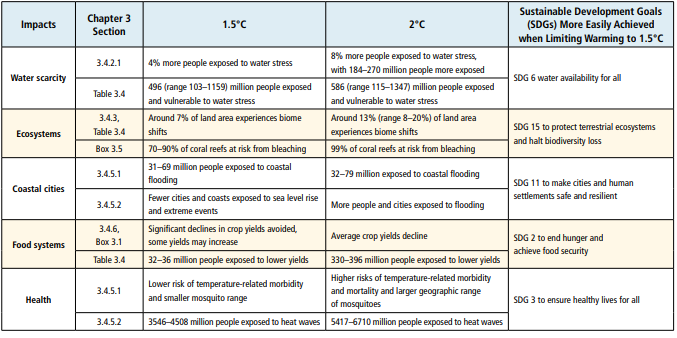 Impacts
Chapter 3
Section
1.5°C
2°C
Sustainable Development Goals
(SDGs) More Easily Achieved
when Limiting Warming to 1.5°C
Water scarcity
3.4.2.1
4% more people exposed to water stress
8% more people exposed to water stress,
with 184–270 million people more exposed
SDG 6 water availability for all
Table 3.4
496 (range 103–1159) million people exposed
and vulnerable to water stress
586 (range 115–1347) million people exposed
and vulnerable to water stress
Ecosystems
3.4.3,
Table 3.4
Around 7% of land area experiences biome
shifts
Around 13% (range 8–20%) of land area
experiences biome shifts
SDG 15 to protect terrestrial ecosystems
and halt biodiversity loss
Box 3.5
70–90% of coral reefs at risk from bleaching
99% of coral reefs at risk from bleaching
Coastal cities
3.4.5.1
31–69 million people exposed to coastal
flooding
32–79 million exposed to coastal flooding
SDG 11 to make cities and human
settlements safe and resilient
3.4.5.2
Fewer cities and coasts exposed to sea level rise
and extreme events
More people and cities exposed to flooding
Food systems
3.4.6,
Box 3.1
Significant declines in crop yields avoided,
some yields may increase
Average crop yields decline
SDG 2 to end hunger and
achieve food security
Table 3.4
32–36 million people exposed to lower yields
330–396 million people exposed to lower yields
Health
3.4.5.1
Lower risk of temperature-related morbidity
and smaller mosquito range
Higher risks of temperature-related morbidity
and mortality and larger geographic range
of mosquitoes
SDG 3 to ensure healthy lives for all
3.4.5.2
3546–4508 million people exposed to heat waves
5417–6710 million people exposed to heat waves